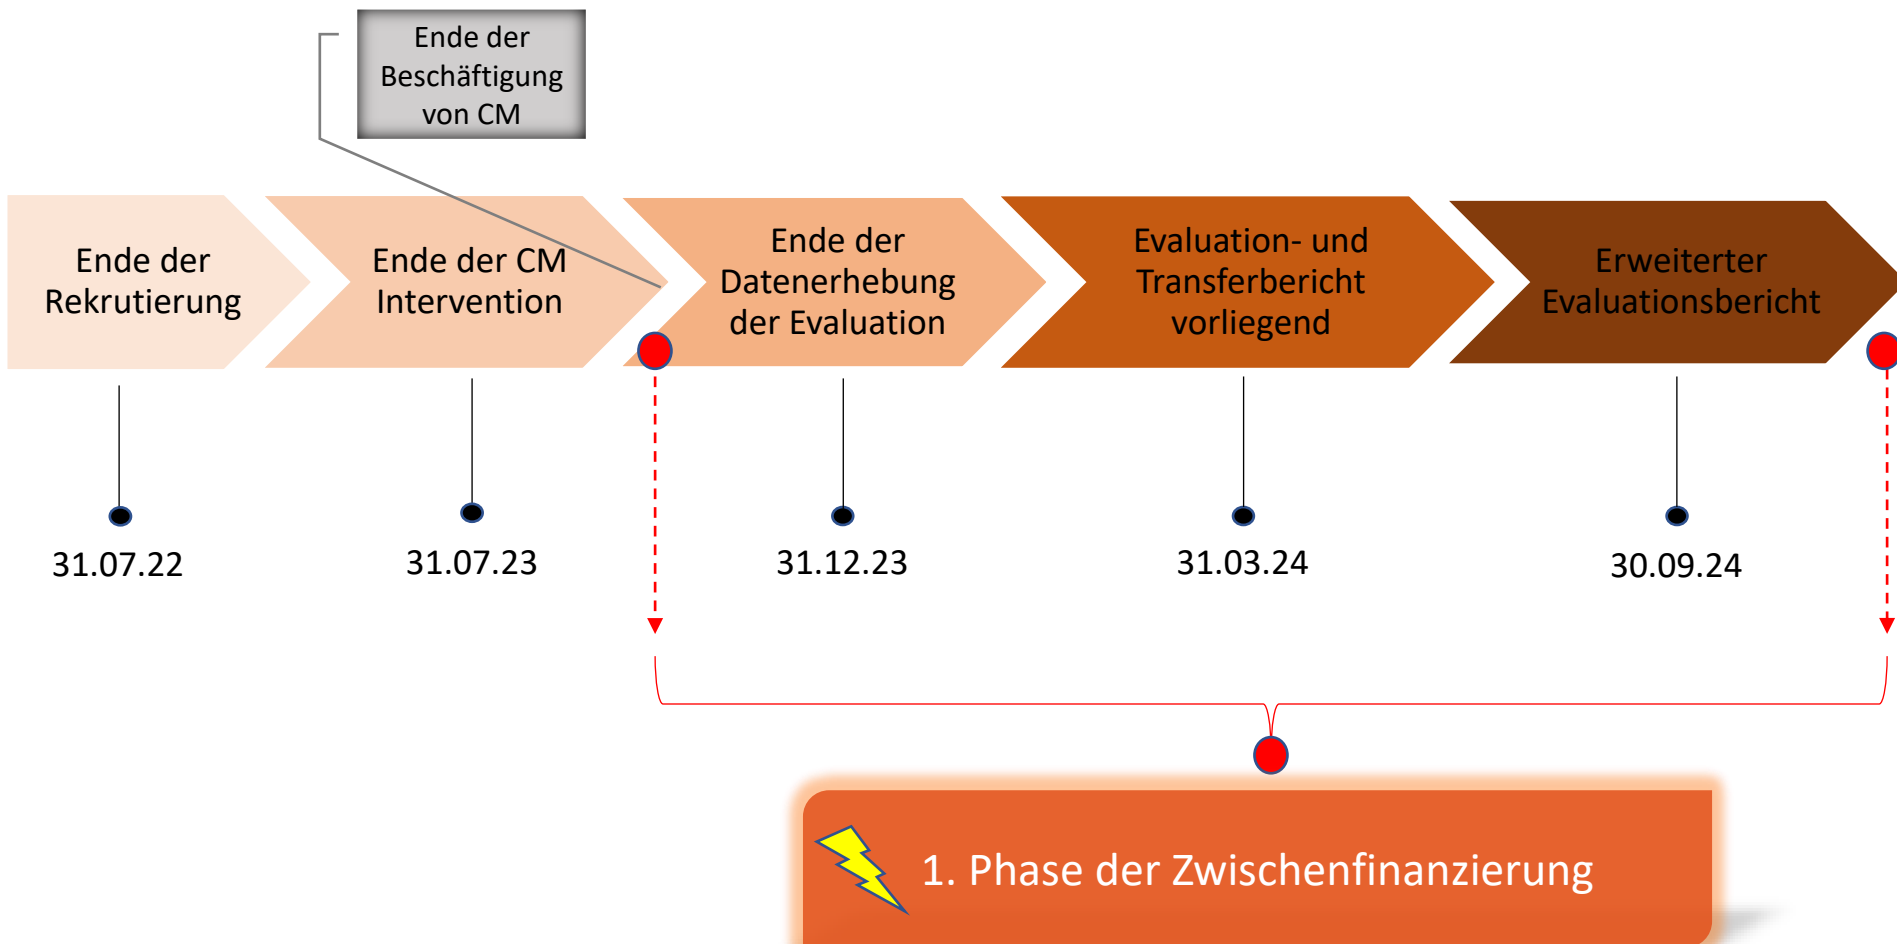 Ende der
Beschäftigung
von CM
Ende der
Rekrutierung
Ende der CM
Intervention
Ende der
Datenerhebung
der Evaluation
Evaluation- und
Transferbericht
vorliegend
Erweiterter
Evaluationsbericht
31.07.22
31.07.23
31.12.23
31.03.24
30.09.24
1. Phase der Zwischenfinanzierung